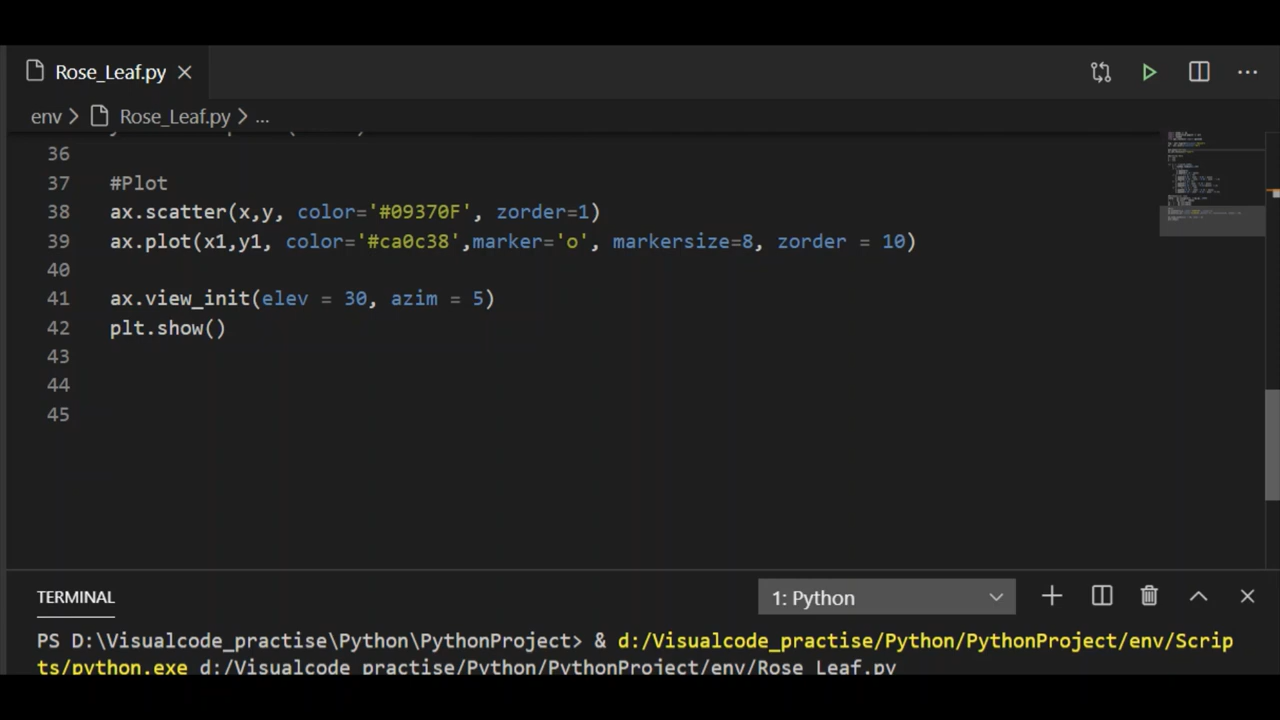 Rose_Leaf.py
env > Rose_Leaf.py > ...
36
37 #Plot
38 ax.scatter(x,y, color='#09370F', zorder=1)
39 ax.plot(x1,y1, color='#ca0c38',marker='o', markersize=8, zorder = 10)
40
41 ax.view_init(elev = 30, azim = 5)
42 plt.show()
43
44
45
TERMINAL
1: Python
PS D:\Visualcode_practise\Python\PythonProject> & d:/Visualcode_practise/Python/PythonProject/env/Scrip
ts/python.exe d:/Visualcode_practise/Python/PythonProject/env/Rose_Leaf.py